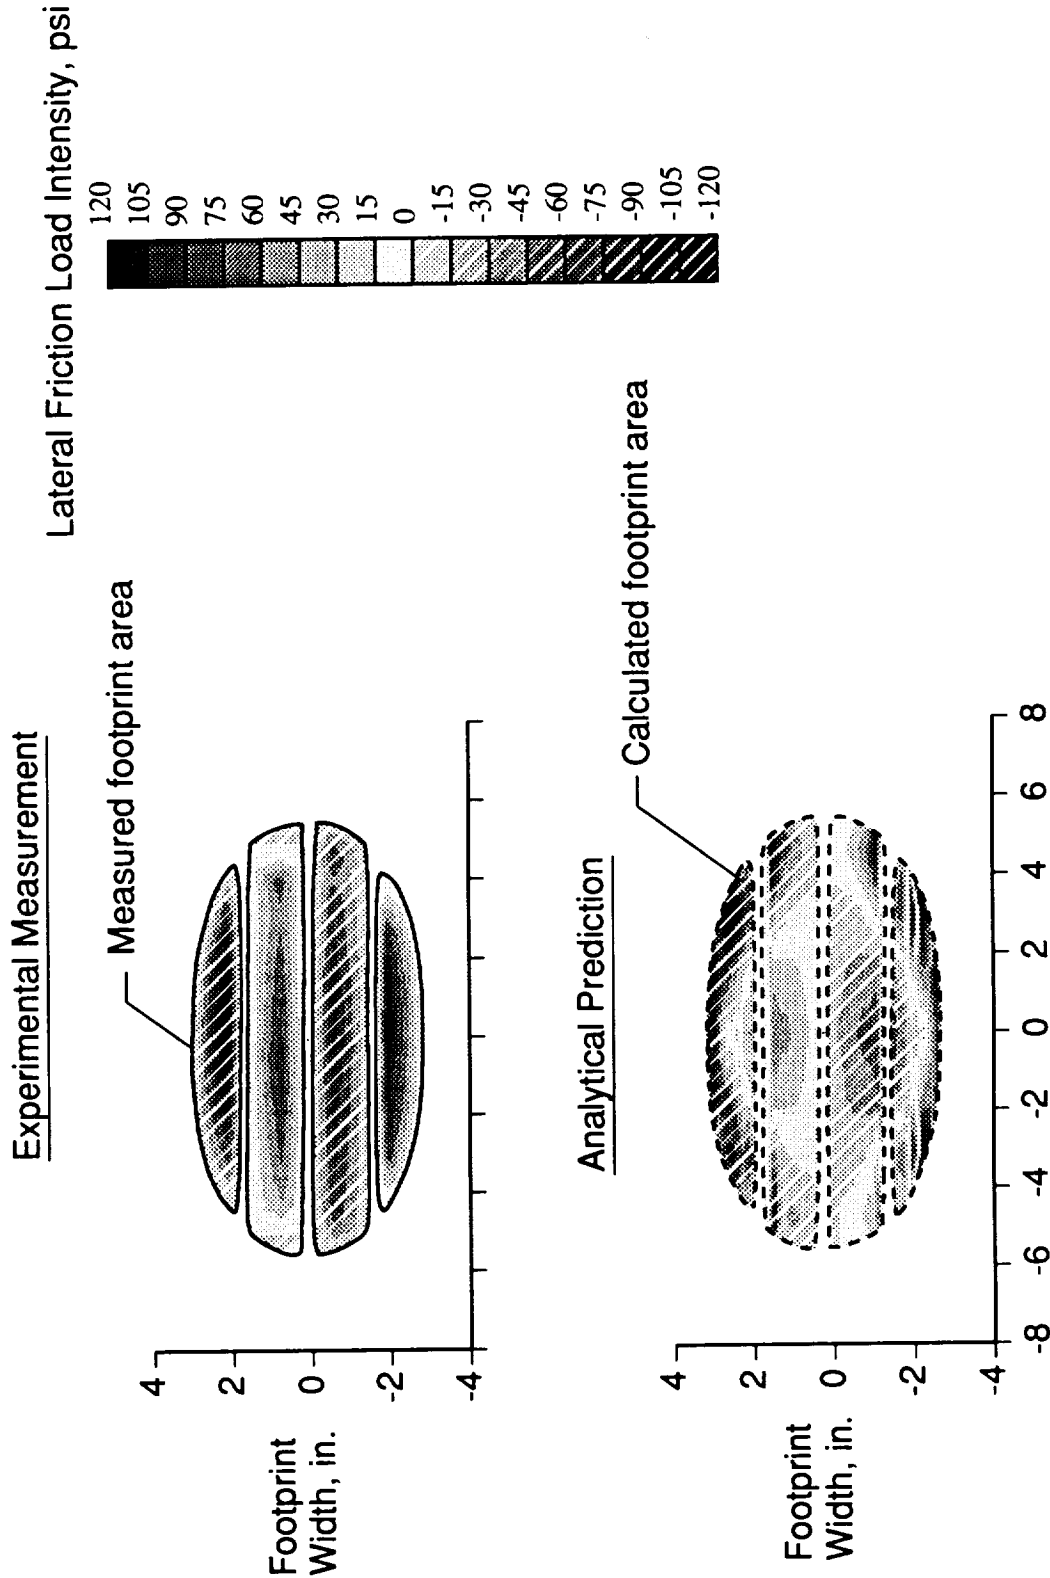 Experimental Measurement
Lateral Friction Load Intensity, psi
Measured footprint area
120
105
90
75
60
45
30
15
0
-15
-30
-45
-60
-75
-90
-105
-120
4
2
0
-2
-4
Footprint
Width, in.
Analytical Prediction
Calculated footprint area
4
2
0
-2
-4
Footprint
Width, in.
-8 -6 -4 -2 0 2 4 6 8